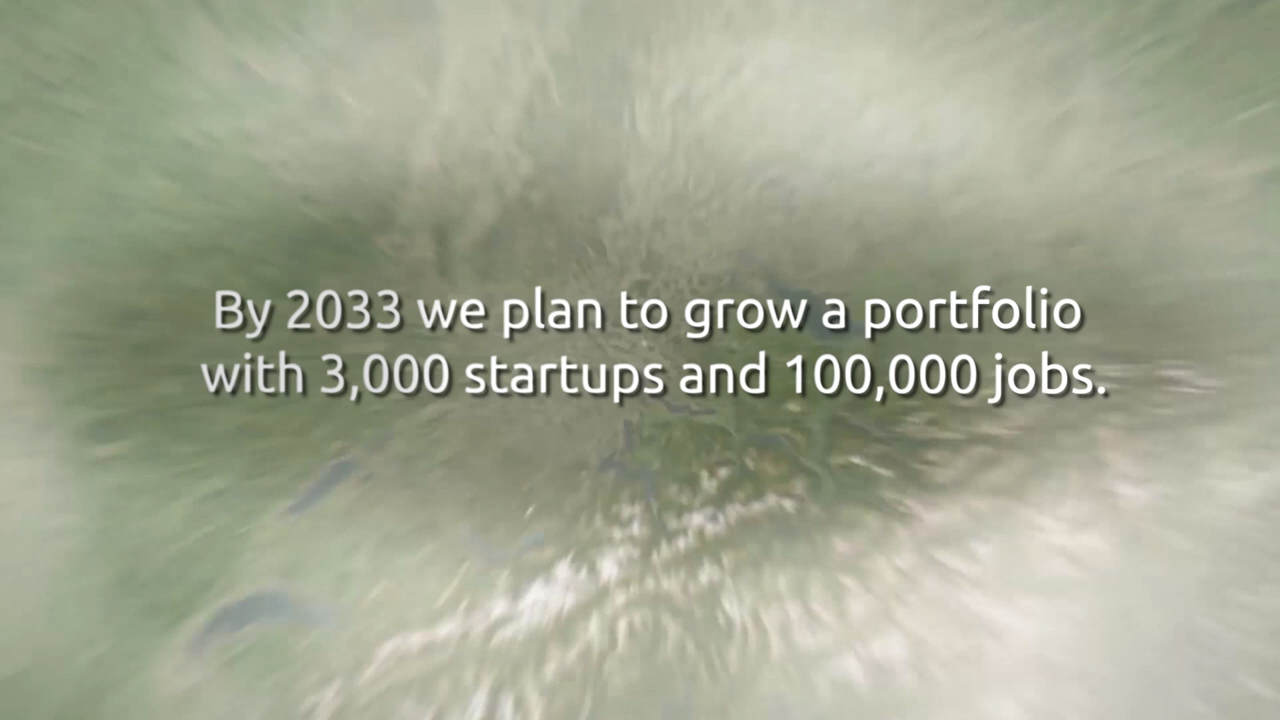 By 2033 we plan to grow a portfolio
with 3,000 startups and 100,000 jobs.